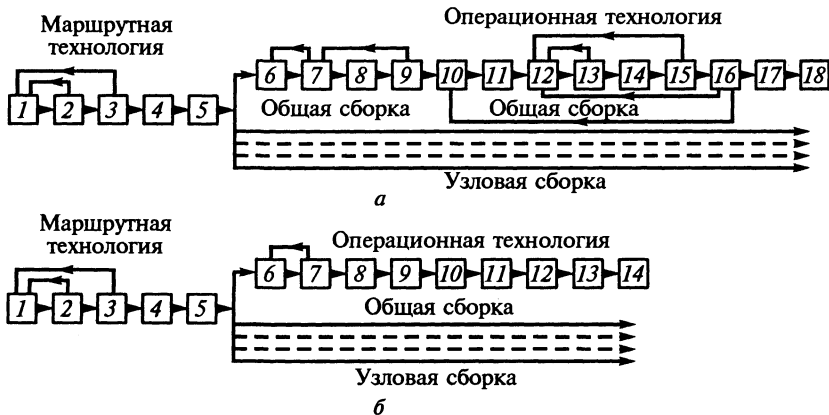 Маршрутная
технология
Операционная технология
1 2 3 4 5
6 7 8 9 10 11 12 13 14 15 16 17 18
Общая сборка Общая сборка
Узловая сборка
а
Маршрутная
технология
Операционная технология
1 2 3 4 5
6 7 8 9 10 11 12 13 14
Общая сборка
Узловая сборка
б